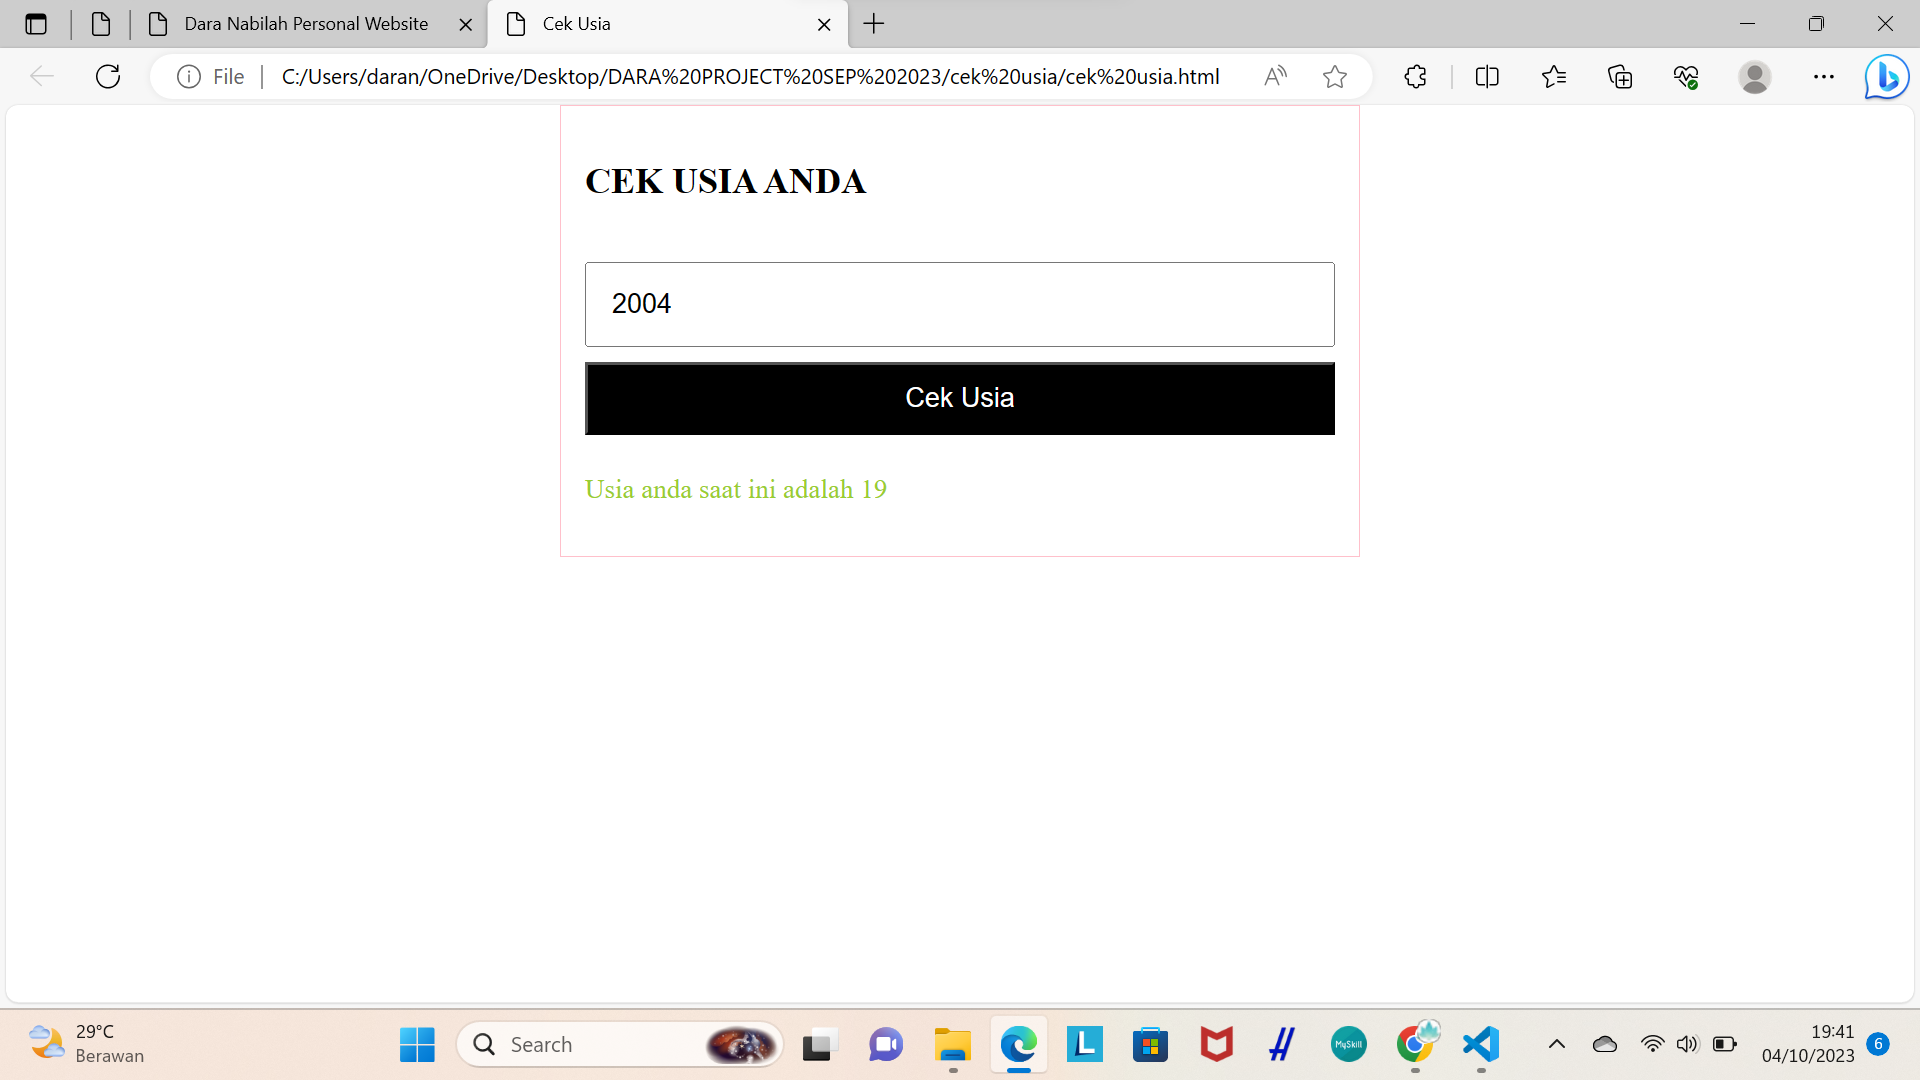 Dara Nabilah Personal Website
Cek Usia
File
C:/Users/daran/OneDrive/Desktop/DARA%20PROJECT%20SEP%202023/cek%20usia/cek%20usia.html
CEK USIA ANDA
2004
Cek Usia
Usia anda saat ini adalah 19
29°C
Berawan
Search
L
MySkill
19:41
04/10/2023
6